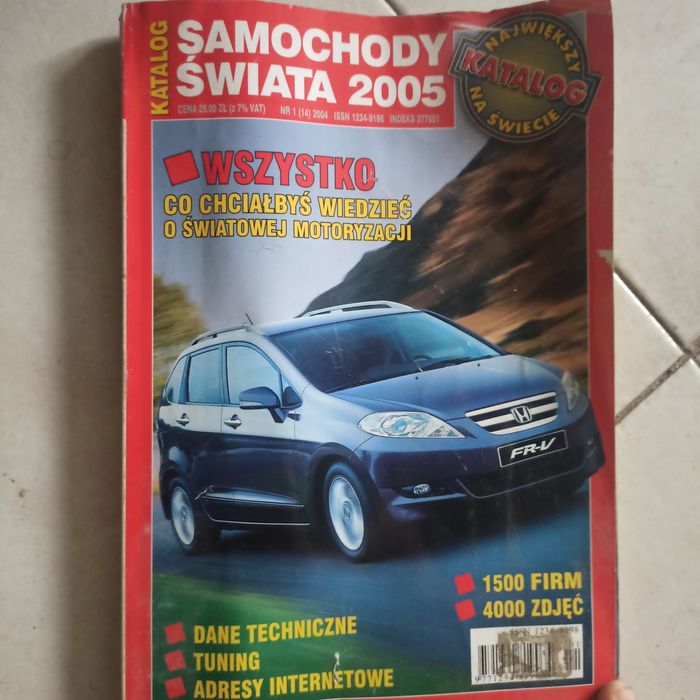 KATALOG
SAMOCHODY
ŚWIATA 2005
CENA 29.00 ZŁ (z 7% VAT) NR 1 (14) 2004 ISSN 1234-8198 INDEKS 377651
NAJWIĘKSZY
KATALOG
NA ŚWIECIE
WSZYSTKO
CO CHCIAŁBYŚ WIEDZIEĆ
O ŚWIATOWEJ MOTORYZACJI
FR-V
1500 FIRM
4000 ZDJĘĆ
DANE TECHNICZNE
TUNING
ADRESY INTERNETOWE